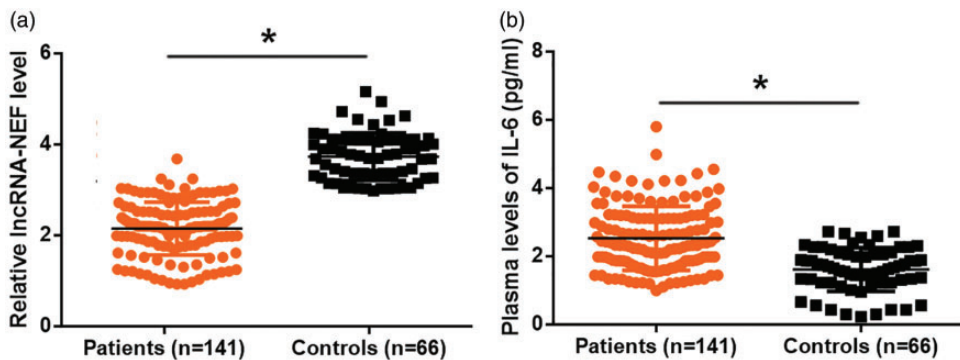 (a)
*
Relative lncRNA-NEF level
6
4
2
0
Patients (n=141) Controls (n=66)
(b)
*
Plasma levels of IL-6 (pg/ml)
8
6
4
2
0
Patients (n=141) Controls (n=66)